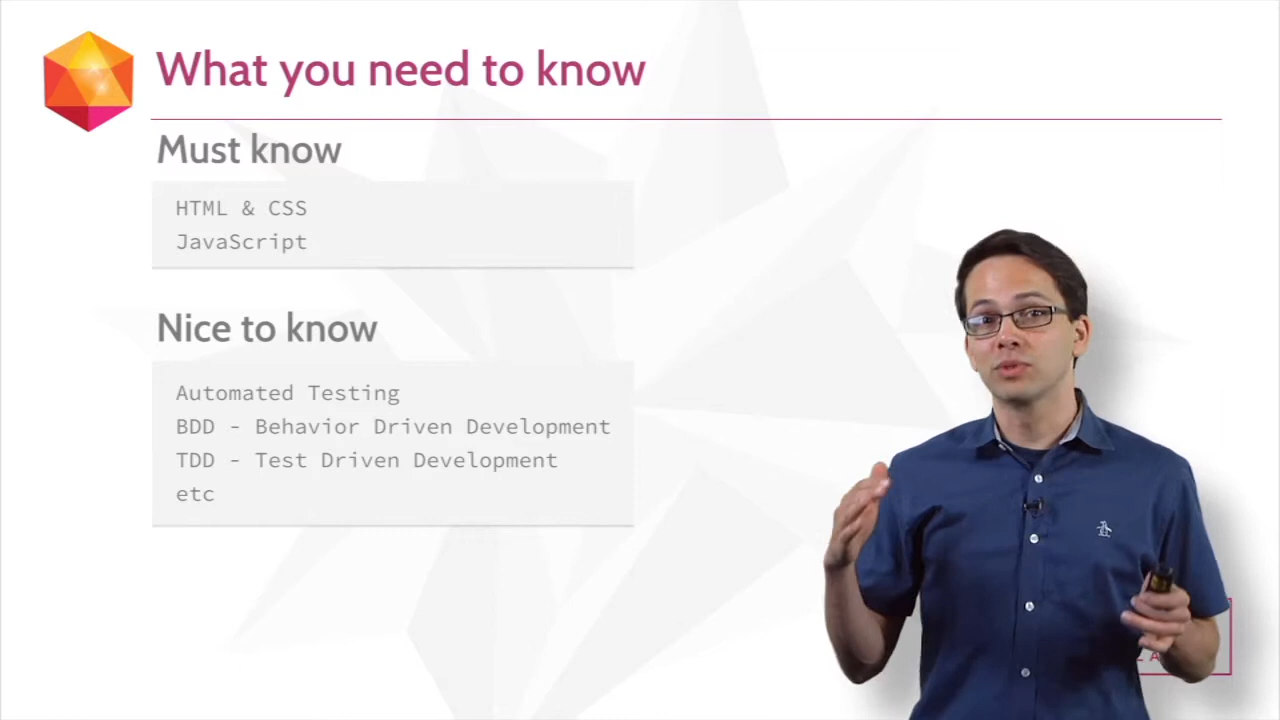 What you need to know
Must know
HTML & CSS
JavaScript
Nice to know
Automated Testing
BDD - Behavior Driven Development
TDD - Test Driven Development
etc